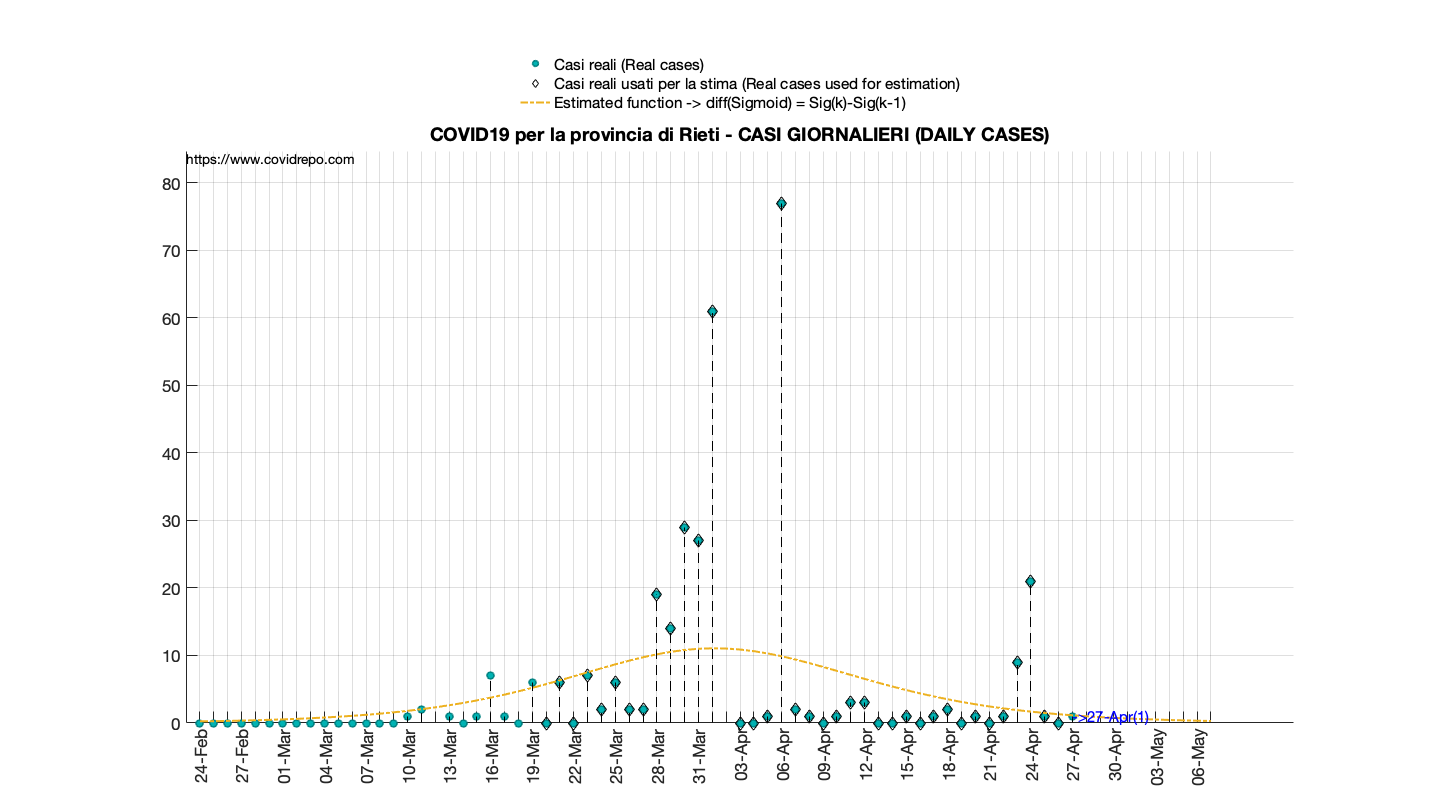 Casi reali (Real cases)
Casi reali usati per la stima (Real cases used for estimation)
Estimated function -> diff(Sigmoid) = Sig(k)-Sig(k-1)
COVID19 per la provincia di Rieti - CASI GIORNALIERI (DAILY CASES)
https://www.covidrepo.com
80
70
60
50
40
30
20
10
0
->27-Apr(1)
24-Feb
27-Feb
01-Mar
04-Mar
07-Mar
10-Mar
13-Mar
16-Mar
19-Mar
22-Mar
25-Mar
28-Mar
31-Mar
03-Apr
06-Apr
09-Apr
12-Apr
15-Apr
18-Apr
21-Apr
24-Apr
27-Apr
30-Apr
03-May
06-May